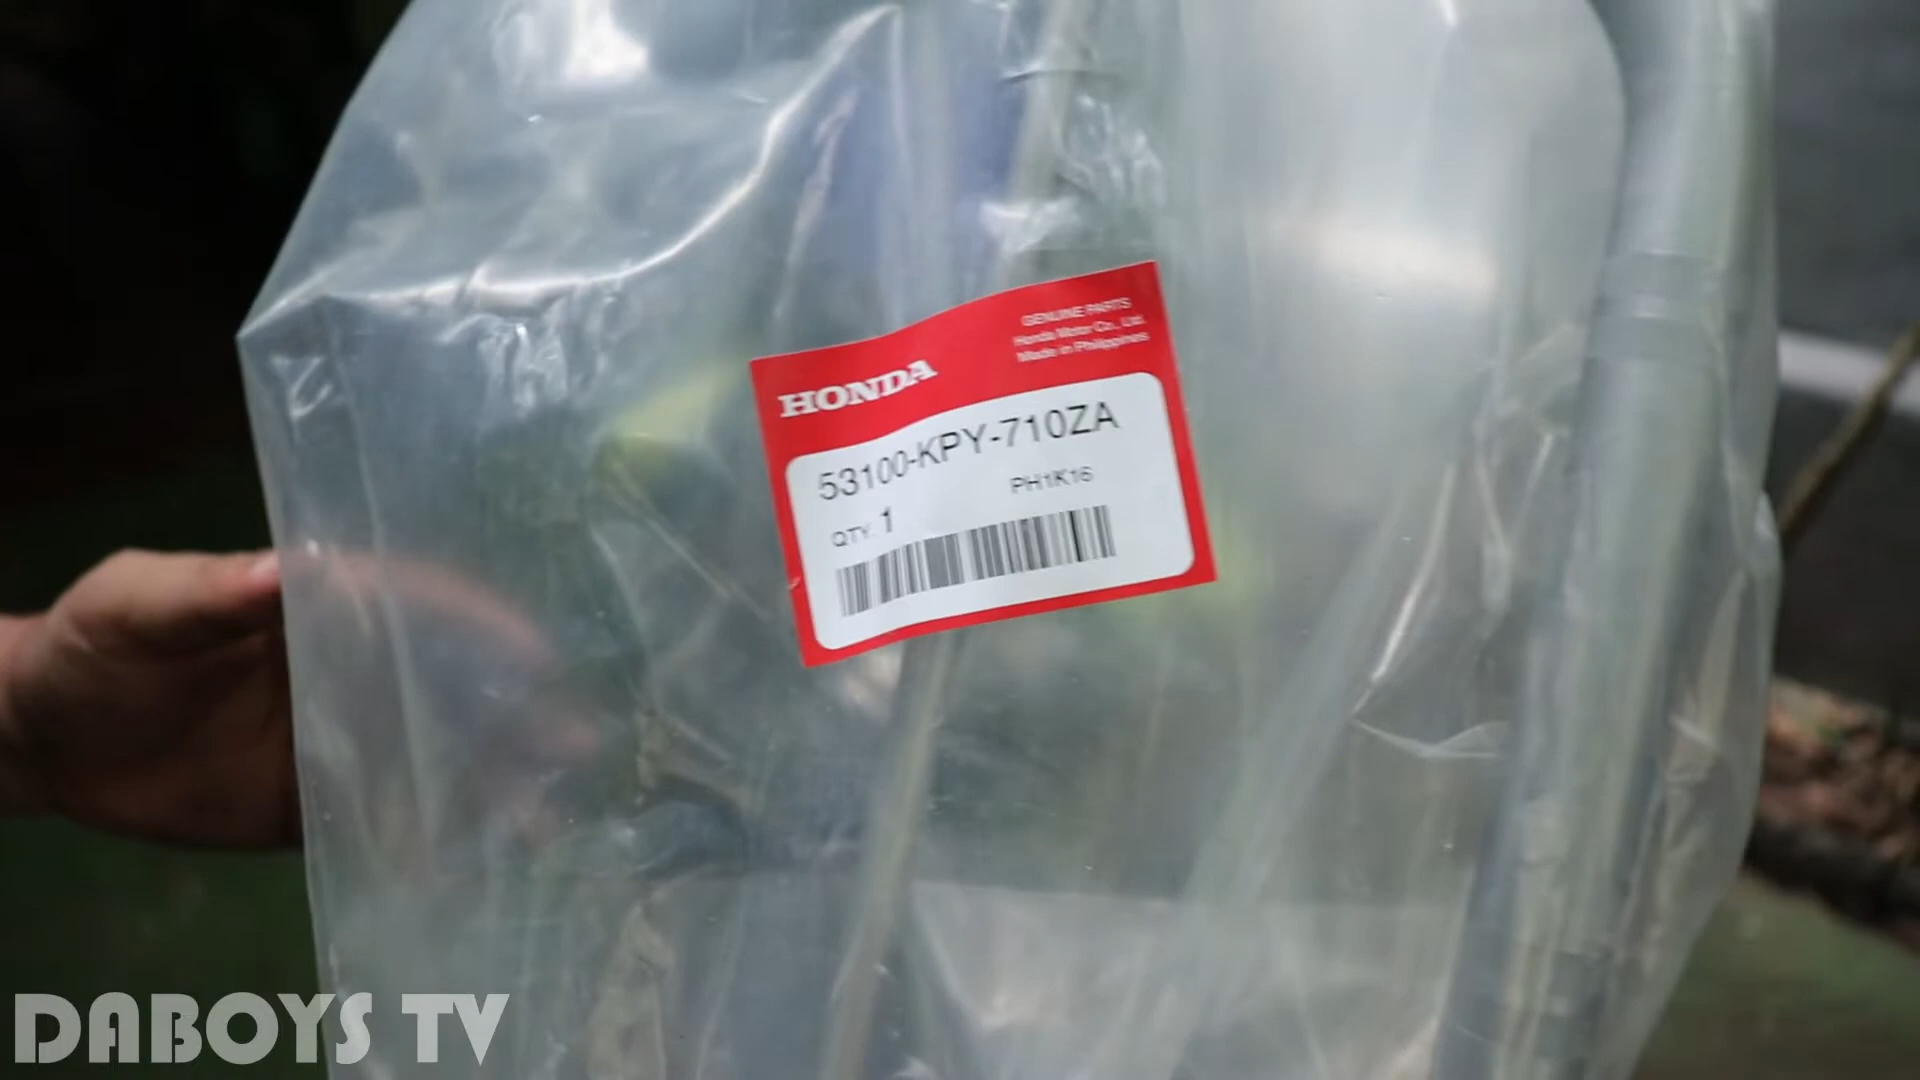 GENUINE PARTS
Honda Motor Co., Ltd.
Made in Philippines
HONDA
53100-KPY-710ZA
PH1K16
QTY. 1
DABOYS TV